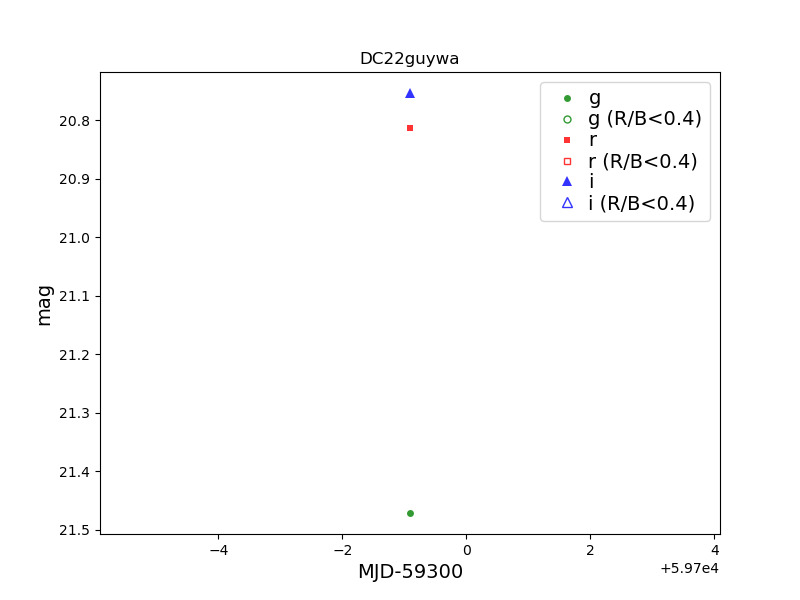 DC22guywa
g
g (R/B<0.4)
r
r (R/B<0.4)
i
i (R/B<0.4)
20.8
20.9
21.0
21.1
21.2
21.3
21.4
21.5
mag
−4
−2
0
2
4
MJD-59300
+5.97e4